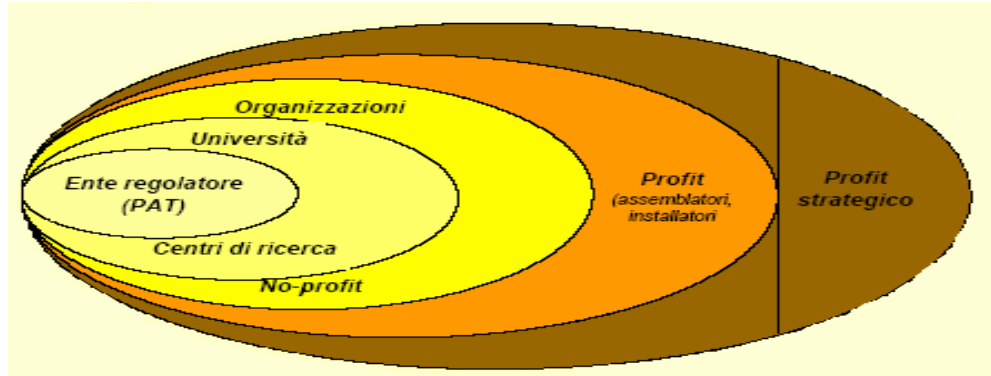 Organizzazioni
Università
Ente regolatore
(PAT)
Centri di ricerca
No-profit
Profit
(assemblatori,
installatori
Profit
strategico